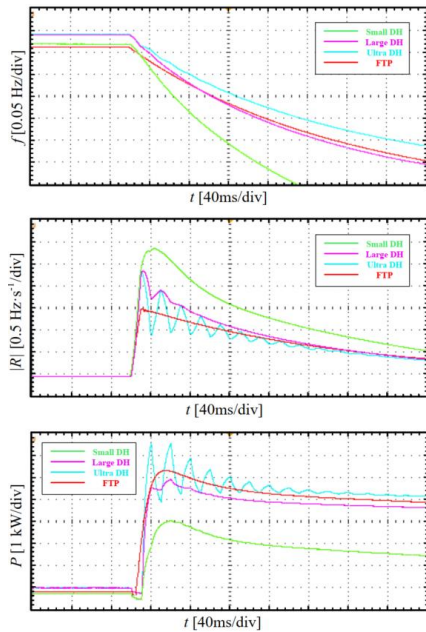 f [0.05 Hz/div]
Small DH
Large DH
Ultra DH
FTP
t [40ms/div]
|R| [0.5 Hz·s⁻¹/div]
Small DH
Large DH
Ultra DH
FTP
t [40ms/div]
P [1 kW/div]
Small DH
Large DH
Ultra DH
FTP
t [40ms/div]